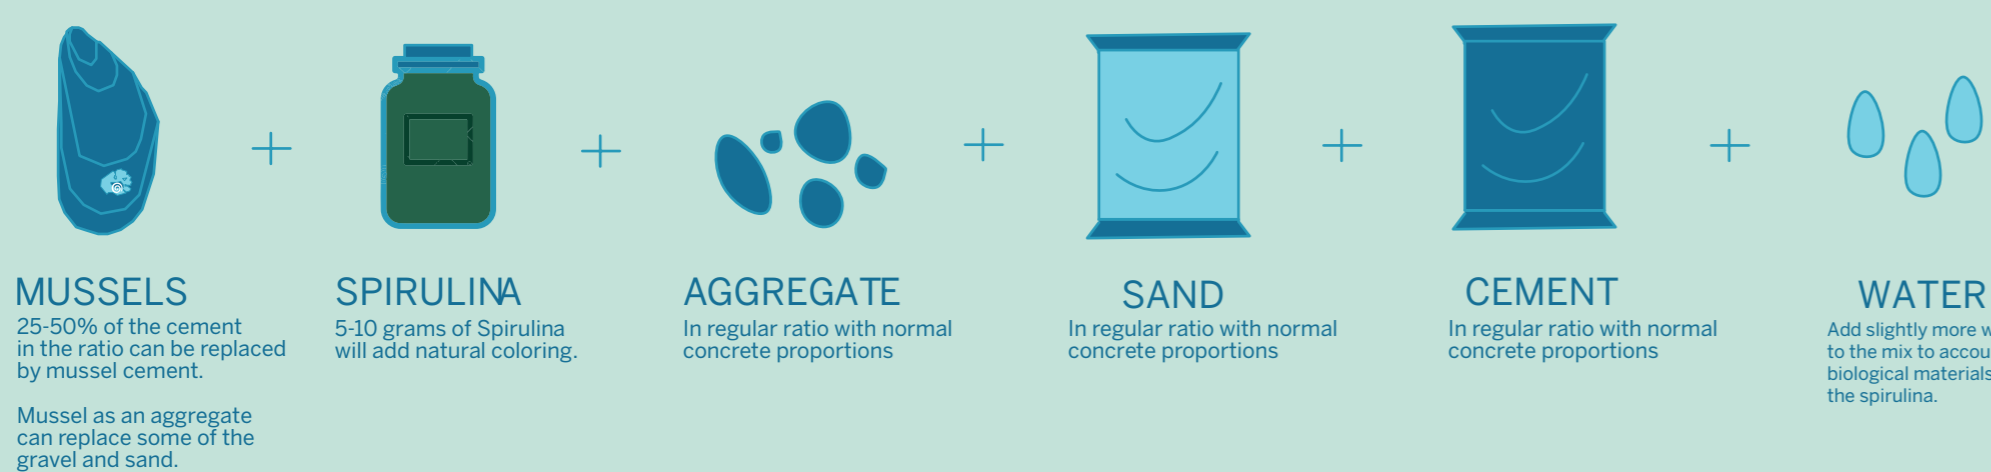 MUSSELS
25-50% of the cement
in the ratio can be replaced
by mussel cement.
Mussel as an aggregate
can replace some of the
gravel and sand.
SPIRULINA
5-10 grams of Spirulina
will add natural coloring.
AGGREGATE
In regular ratio with normal
concrete proportions
SAND
In regular ratio with normal
concrete proportions
CEMENT
In regular ratio with normal
concrete proportions
WATER
Add slightly more
to the mix to
biological materials
the spirulina.